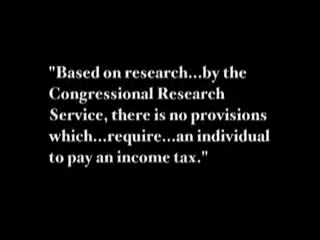 "Based on research...by the
Congressional Research
Service, there is no provisions
which...require...an individual
to pay an income tax."